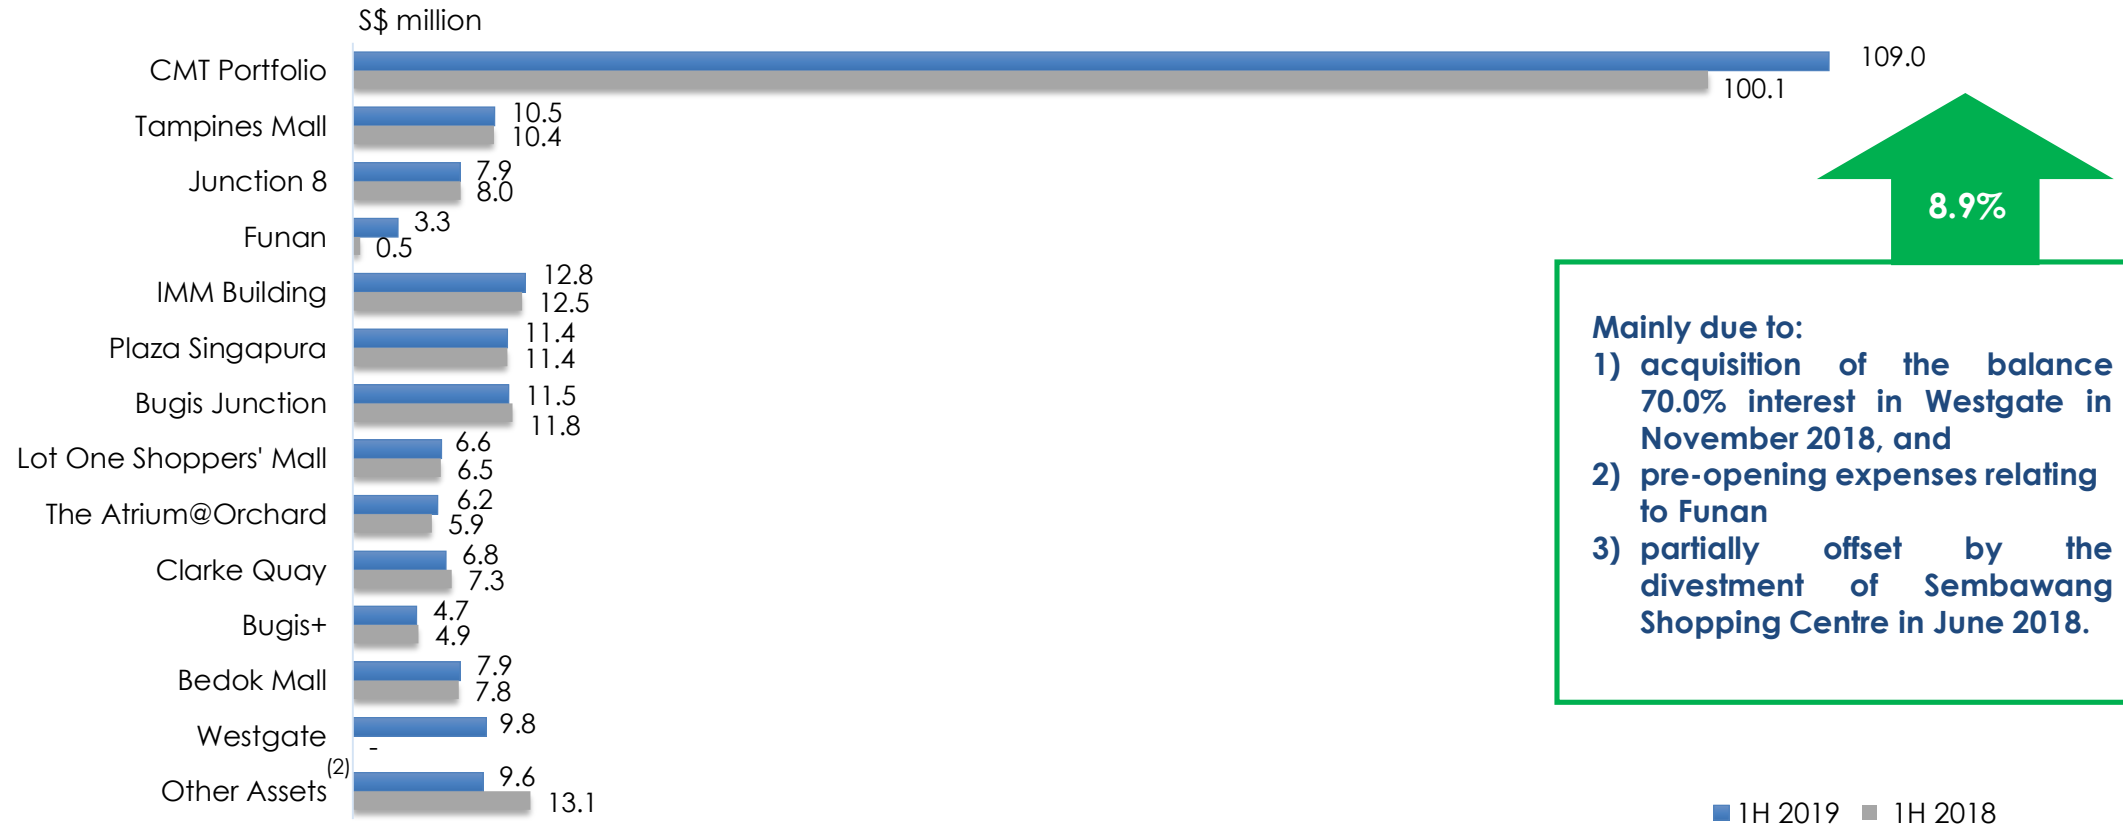 S$ million
CMT Portfolio
109.0
100.1
Tampines Mall
10.5
10.4
Junction 8
7.9
8.0
Funan
3.3
0.5
IMM Building
12.8
12.5
Plaza Singapura
11.4
11.4
Bugis Junction
11.5
11.8
Lot One Shoppers' Mall
6.6
6.5
The Atrium@Orchard
6.2
5.9
Clarke Quay
6.8
7.3
Bugis+
4.7
4.9
Bedok Mall
7.9
7.8
Westgate
9.8
-
Other Assets (2)
9.6
13.1
8.9%
Mainly due to:
1) acquisition of the balance
70.0% interest in Westgate in
November 2018, and
2) pre-opening expenses relating
to Funan
3) partially offset by the
divestment of Sembawang
Shopping Centre in June 2018.
1H 2019 1H 2018